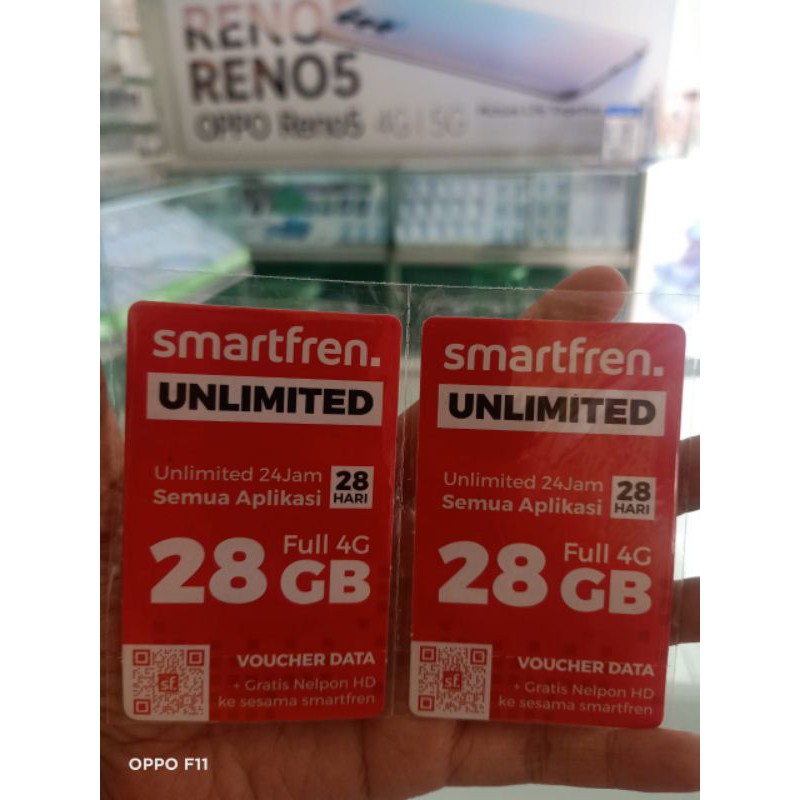 RENO5
RENO5
OPPO Reno5 4G | 5G
smartfren.
UNLIMITED
Unlimited 24Jam
Semua Aplikasi
28
HARI
28 GB
Full 4G
sf.
VOUCHER DATA
+ Gratis Nelpon HD
ke sesama smartfren
smartfren.
UNLIMITED
Unlimited 24Jam
Semua Aplikasi
28
HARI
28 GB
Full 4G
sf.
VOUCHER DATA
+ Gratis Nelpon HD
ke sesama smartfren
OPPO F11